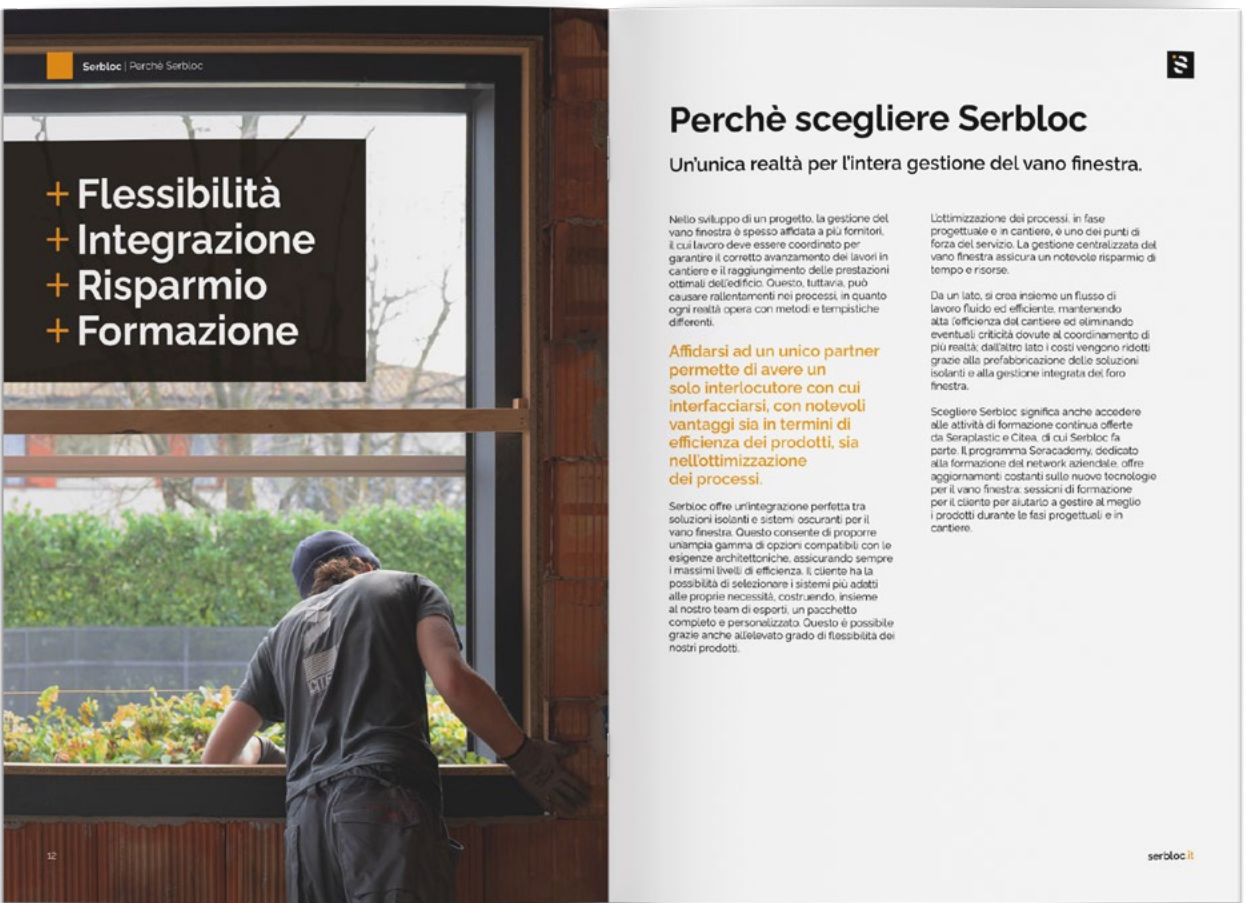 Serbloc | Perchè Serbloc
+ Flessibilità
+ Integrazione
+ Risparmio
+ Formazione
12
Perchè scegliere Serbloc
Un'unica realtà per l'intera gestione del vano finestra.
Nello sviluppo di un progetto, la gestione del
vano finestra è spesso affidata a più fornitori,
il cui lavoro deve essere coordinato per
garantire il corretto avanzamento dei lavori in
cantiere e il raggiungimento delle prestazioni
ottimali dell'edificio. Questo, tuttavia, può
causare rallentamenti nei processi, in quanto
ogni realtà opera con metodi e tempistiche
differenti.
Affidarsi ad un unico partner
permette di avere un
solo interlocutore con cui
interfacciarsi, con notevoli
vantaggi sia in termini di
efficienza dei prodotti, sia
nell'ottimizzazione
dei processi.
Serbloc offre un'integrazione perfetta tra
soluzioni isolanti e sistemi oscuranti per il
vano finestra. Questo consente di proporre
un'ampia gamma di opzioni compatibili con le
esigenze architettoniche, assicurando sempre
i massimi livelli di efficienza. Il cliente ha la
possibilità di selezionare i sistemi più adatti
alle proprie necessità, costruendo, insieme
al nostro team di esperti, un pacchetto
completo e personalizzato. Questo è possibile
grazie anche all'elevato grado di flessibilità dei
nostri prodotti.
L'ottimizzazione dei processi, in fase
progettuale e in cantiere, è uno dei punti di
forza del servizio. La gestione centralizzata del
vano finestra assicura un notevole risparmio di
tempo e risorse.
Da un lato, si crea insieme un flusso di
lavoro fluido ed efficiente, mantenendo
alta l'efficienza del cantiere ed eliminando
eventuali criticità dovute al coordinamento di
più realtà; dall'altro lato i costi vengono ridotti
grazie alla prefabbricazione delle soluzioni
isolanti e alla gestione integrata del foro
finestra.
Scegliere Serbloc significa anche accedere
alle attività di formazione continua offerte
da Seraplastic e Citea, di cui Serbloc fa
parte. Il programma Seracademy, dedicato
alla formazione del network aziendale, offre
aggiornamenti costanti sulle nuove tecnologie
per il vano finestra: sessioni di formazione
per il cliente per aiutarlo a gestire al meglio
i prodotti durante le fasi progettuali e in
cantiere.
serbloc.it